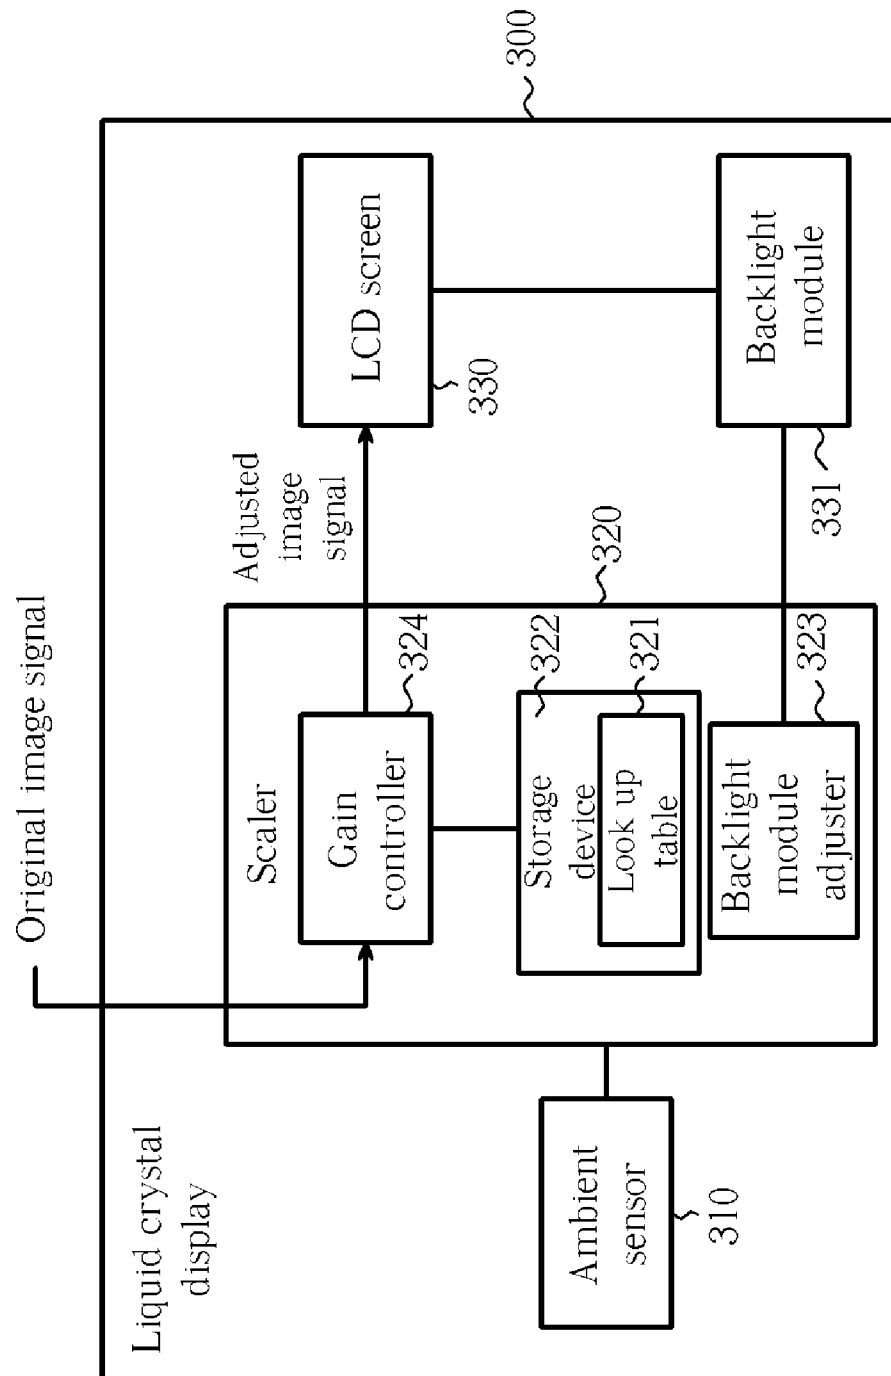 Original image signal
Liquid crystal
display
300
Scaler
Gain
controller
324
Adjusted
image
signal
LCD screen
330
320
Ambient
sensor
310
Storage
device
322
Look up
table
321
Backlight
module
adjuster
323
Backlight
module
331